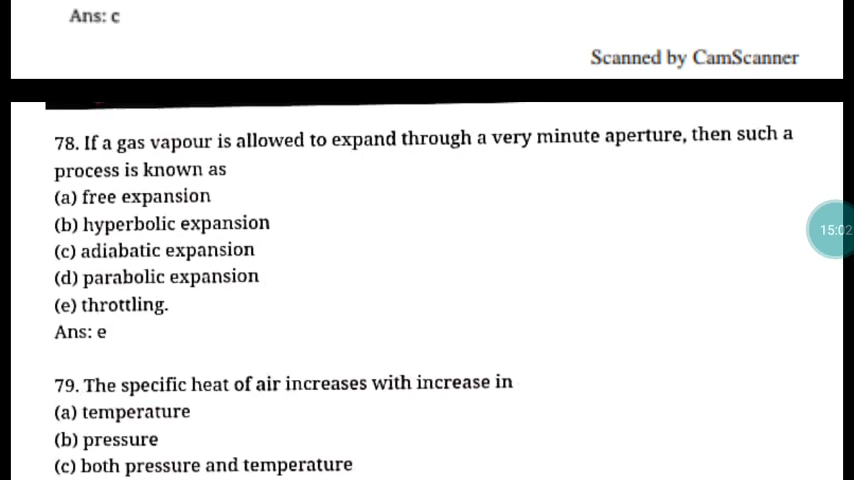 Ans: c
Scanned by CamScanner
78. If a gas vapour is allowed to expand through a very minute aperture, then such a
process is known as
(a) free expansion
(b) hyperbolic expansion
(c) adiabatic expansion
(d) parabolic expansion
(e) throttling.
Ans: e
15:02
79. The specific heat of air increases with increase in
(a) temperature
(b) pressure
(c) both pressure and temperature